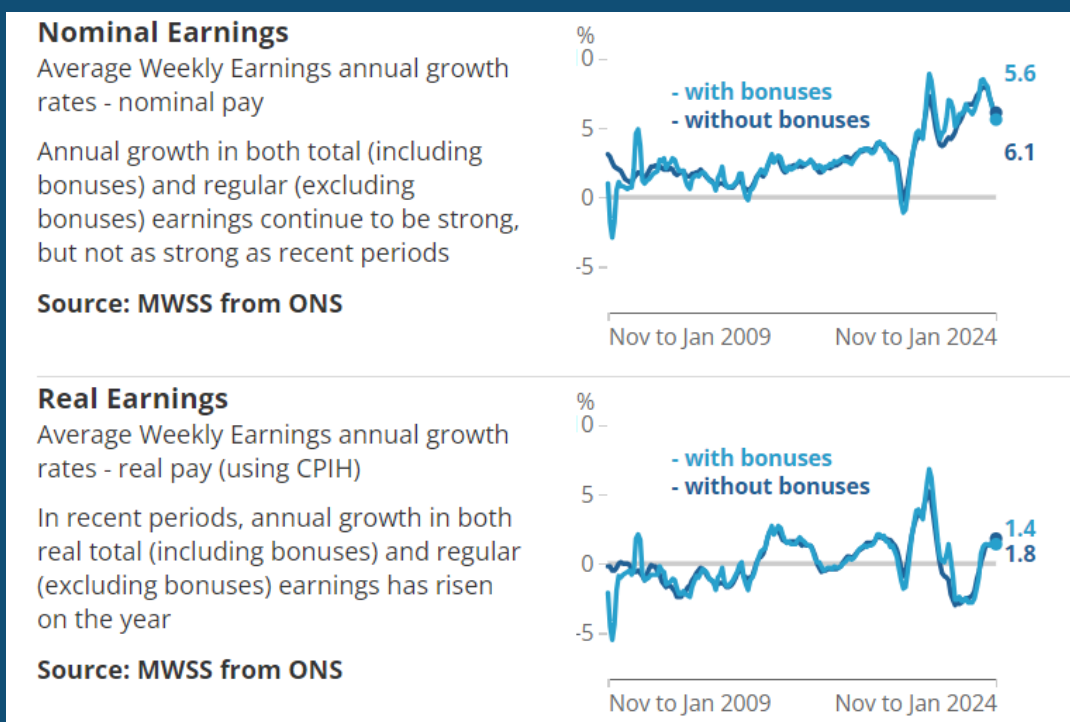 Nominal Earnings
Average Weekly Earnings annual growth
rates - nominal pay
Annual growth in both total (including
bonuses) and regular (excluding
bonuses) earnings continue to be strong,
but not as strong as recent periods
Source: MWSS from ONS
%
0
- with bonuses
- without bonuses
5
0
-5
5.6
6.1
Nov to Jan 2009 Nov to Jan 2024
Real Earnings
Average Weekly Earnings annual growth
rates - real pay (using CPIH)
In recent periods, annual growth in both
real total (including bonuses) and regular
(excluding bonuses) earnings has risen
on the year
Source: MWSS from ONS
%
0
- with bonuses
- without bonuses
5
0
-5
1.4
1.8
Nov to Jan 2009 Nov to Jan 2024